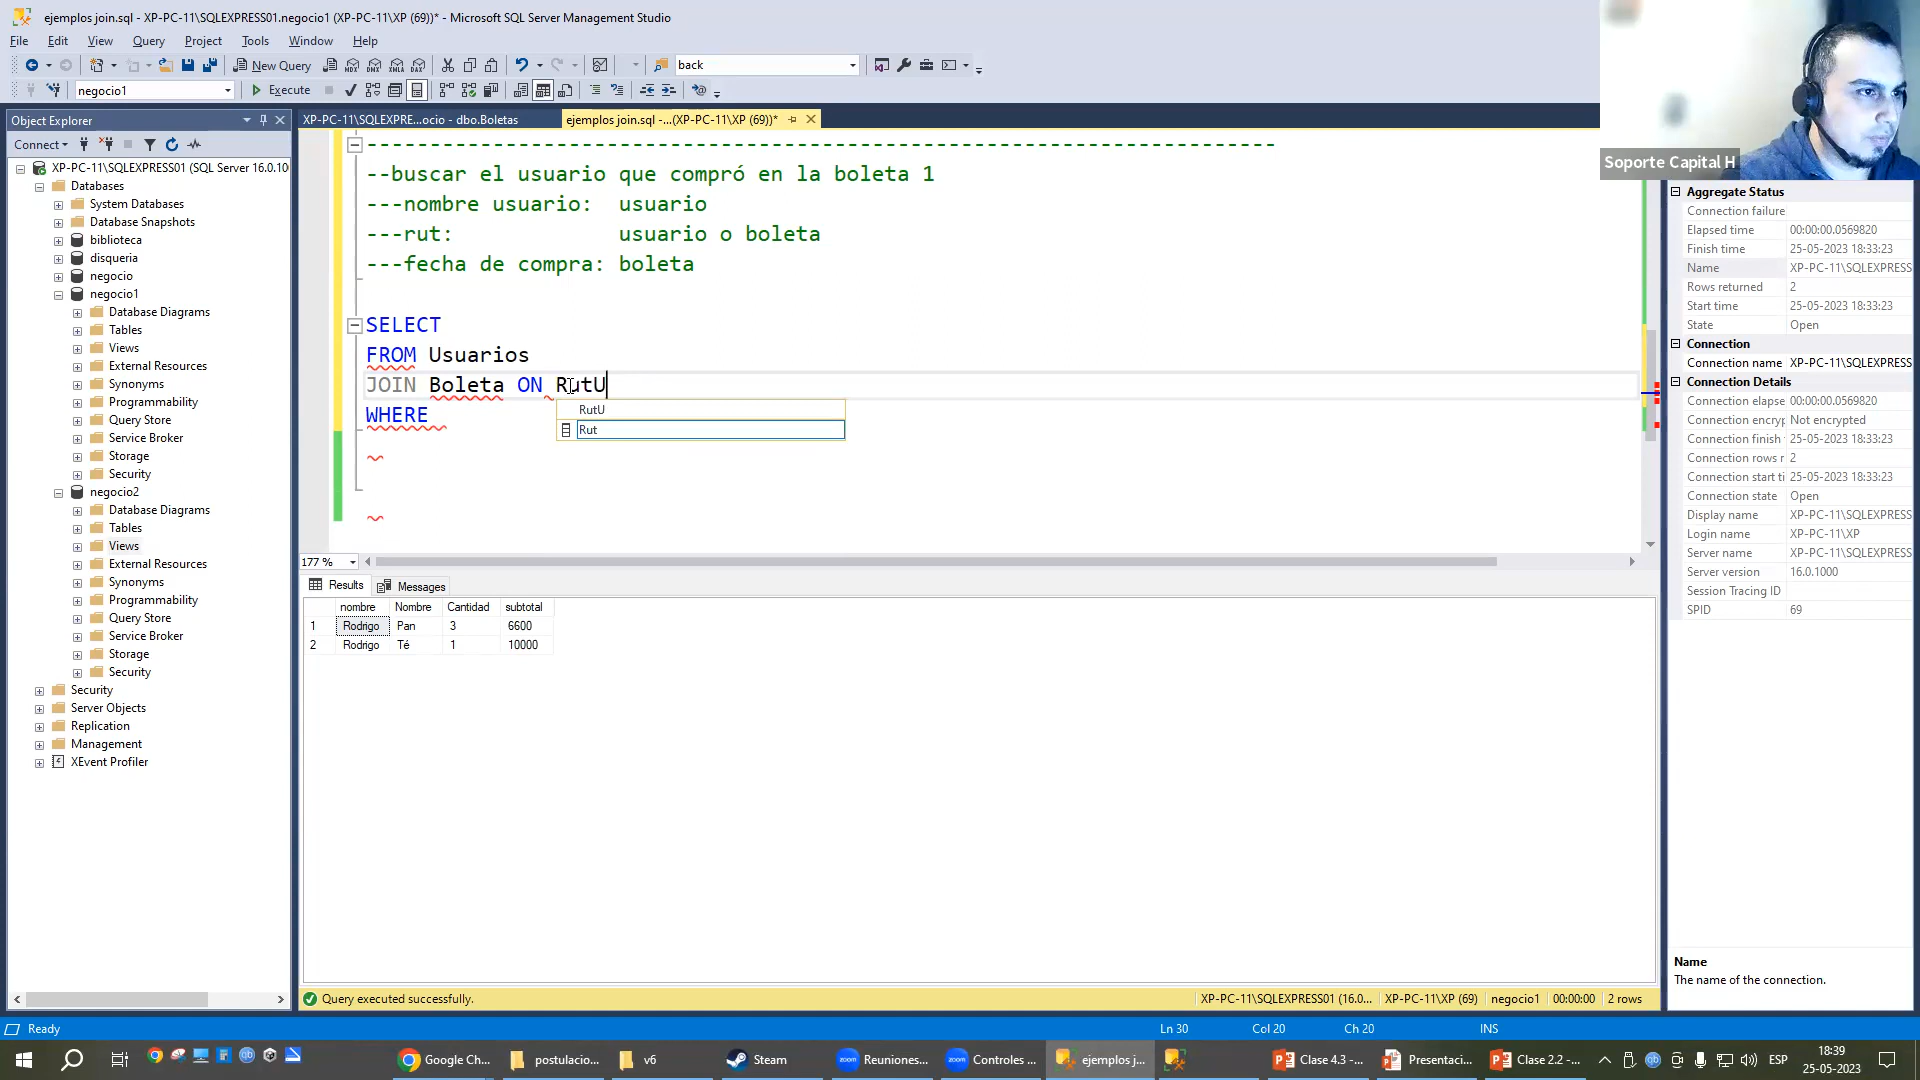 ejemplos join.sql - XP-PC-11\SQLEXPRESS01.negocio1 (XP-PC-11\XP (69))* - Microsoft SQL Server Management Studio
File Edit View Query Project Tools Window Help
New Query back
negocio1 Execute
Object Explorer
XP-PC-11\SQLEXPRE...ocio - dbo.Boletas
ejemplos join.sql -...(XP-PC-11\XP (69))*
Connect
XP-PC-11\SQLEXPRESS01 (SQL Server 16.0.10
Databases
System Databases
Database Snapshots
biblioteca
disqueria
negocio
negocio1
Database Diagrams
Tables
Views
External Resources
Synonyms
Programmability
Query Store
Service Broker
Storage
Security
negocio2
Database Diagrams
Tables
Views
External Resources
Synonyms
Programmability
Query Store
Service Broker
Storage
Security
Security
Server Objects
Replication
Management
XEvent Profiler
------------------------------------------------------------------------
--buscar el usuario que compró en la boleta 1
---nombre usuario: usuario
---rut: usuario o boleta
---fecha de compra: boleta
SELECT
FROM Usuarios
JOIN Boleta ON RutU
WHERE
RutU
Rut
177 %
Results Messages
nombre Nombre Cantidad subtotal
1 Rodrigo Pan 3 6600
2 Rodrigo Té 1 10000
Query executed successfully.
XP-PC-11\SQLEXPRESS01 (16.0... XP-PC-11\XP (69) negocio1 00:00:00 2 rows
Soporte Capital H
Aggregate Status
Connection failure
Elapsed time 00:00:00.0569820
Finish time 25-05-2023 18:33:23
Name XP-PC-11\SQLEXPRESS
Rows returned 2
Start time 25-05-2023 18:33:23
State Open
Connection
Connection name XP-PC-11\SQLEXPRESS
Connection Details
Connection elapse 00:00:00.0569820
Connection encryp Not encrypted
Connection finish 25-05-2023 18:33:23
Connection rows r 2
Connection start ti 25-05-2023 18:33:23
Connection state Open
Display name XP-PC-11\SQLEXPRESS
Login name XP-PC-11\XP
Server name XP-PC-11\SQLEXPRESS
Server version 16.0.1000
Session Tracing ID
SPID 69
Name
The name of the connection.
Ready Ln 30 Col 20 Ch 20 INS
Google Ch... postulacio... v6 Steam Reuniones... Controles ... ejemplos j... Clase 4.3 -... Presentaci... Clase 2.2 -... ESP 18:39
25-05-2023